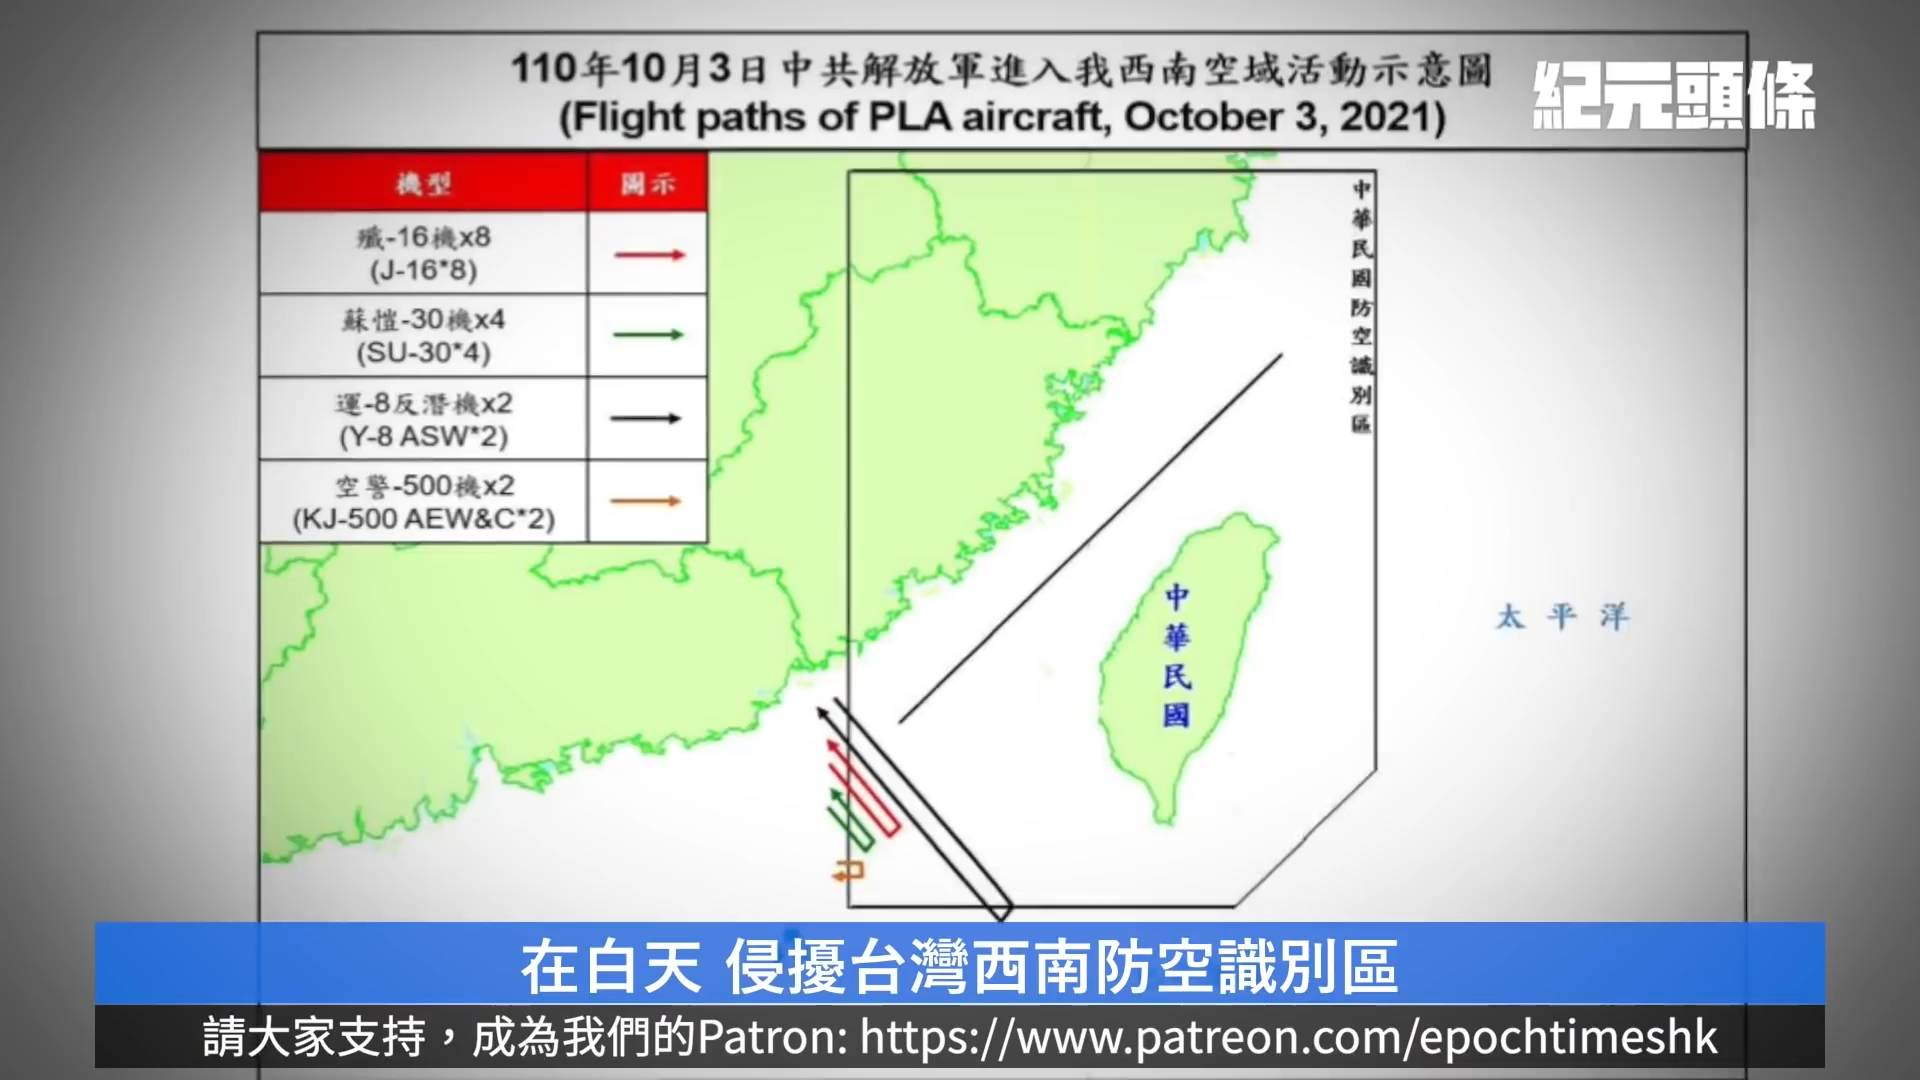 110年10月3日中共解放軍進入我西南空域活動示意圖
(Flight paths of PLA aircraft, October 3, 2021)
紀元頭條
機型
圖示
殲-16機x8
(J-16*8)
蘇愷-30機x4
(SU-30*4)
運-8反潛機x2
(Y-8 ASW*2)
空警-500機x2
(KJ-500 AEW&C*2)
中華民國防空識別區
中華民國
太平洋
在白天 侵擾台灣西南防空識別區
請大家支持，成為我們的Patron: https://www.patreon.com/epochtimeshk